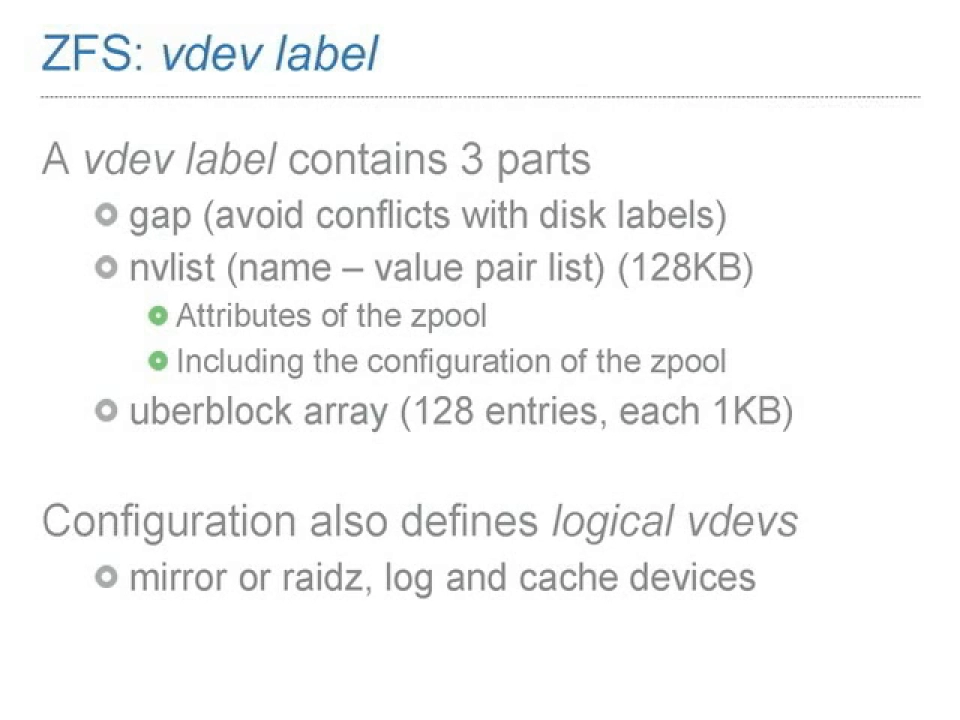 ZFS: vdev label
A vdev label contains 3 parts
gap (avoid conflicts with disk labels)
nvlist (name – value pair list) (128KB)
Attributes of the zpool
Including the configuration of the zpool
uberblock array (128 entries, each 1KB)
Configuration also defines logical vdevs
mirror or raidz, log and cache devices